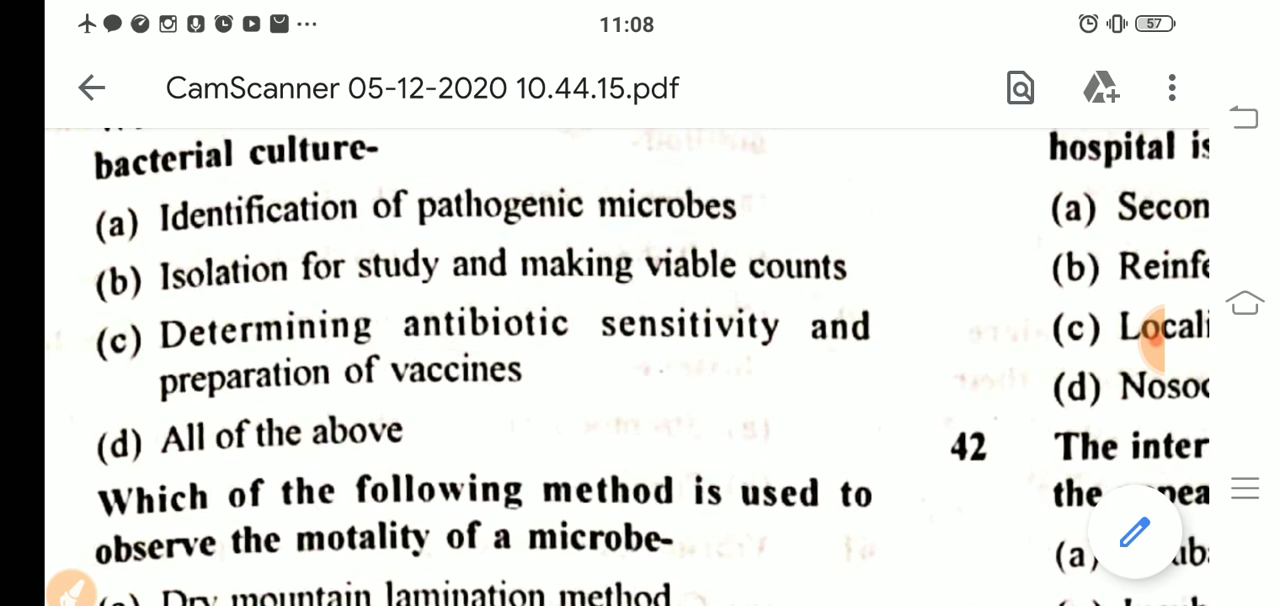 11:08
57
CamScanner 05-12-2020 10.44.15.pdf
bacterial culture-
(a) Identification of pathogenic microbes
(b) Isolation for study and making viable counts
(c) Determining antibiotic sensitivity and
preparation of vaccines
(d) All of the above
Which of the following method is used to
observe the motality of a microbe-
Dry mountain lamination method
hospital is
(a) Secon
(b) Reinfe
(c) Locali
(d) Nosoc
42 The inter
the
(a)